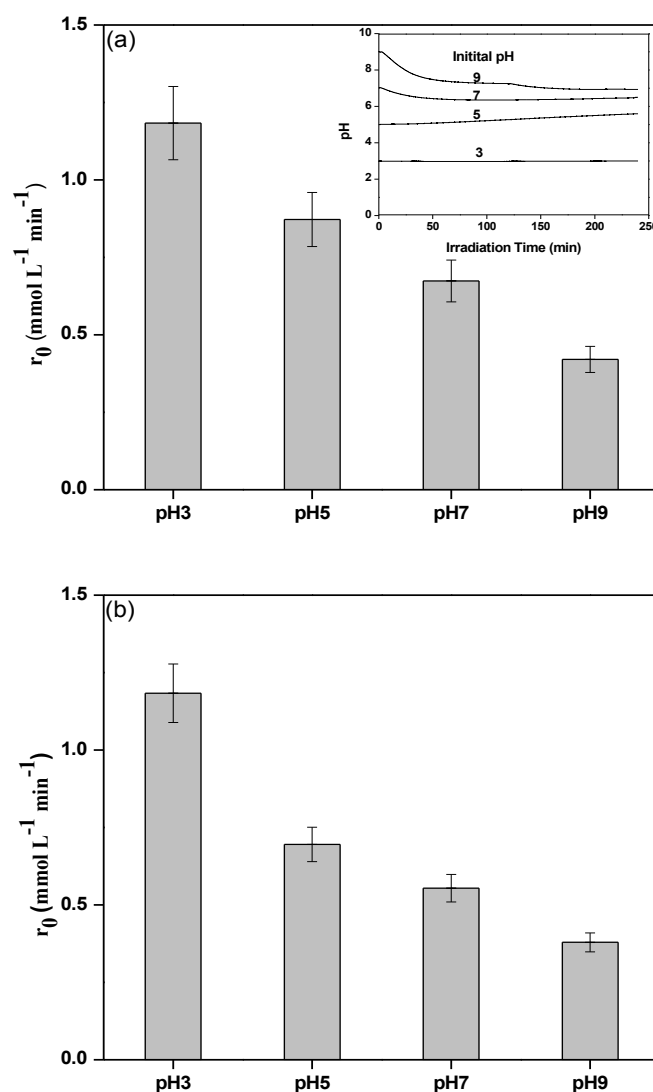 (a)
1.5
1.0
0.5
0.0
r0 (mmol L-1 min-1)
pH3 pH5 pH7 pH9
Initital pH
9
7
5
3
10
8
6
4
2
0
pH
0 50 100 150 200 250
Irradiation Time (min)
(b)
1.5
1.0
0.5
0.0
r0 (mmol L-1 min-1)
pH3 pH5 pH7 pH9